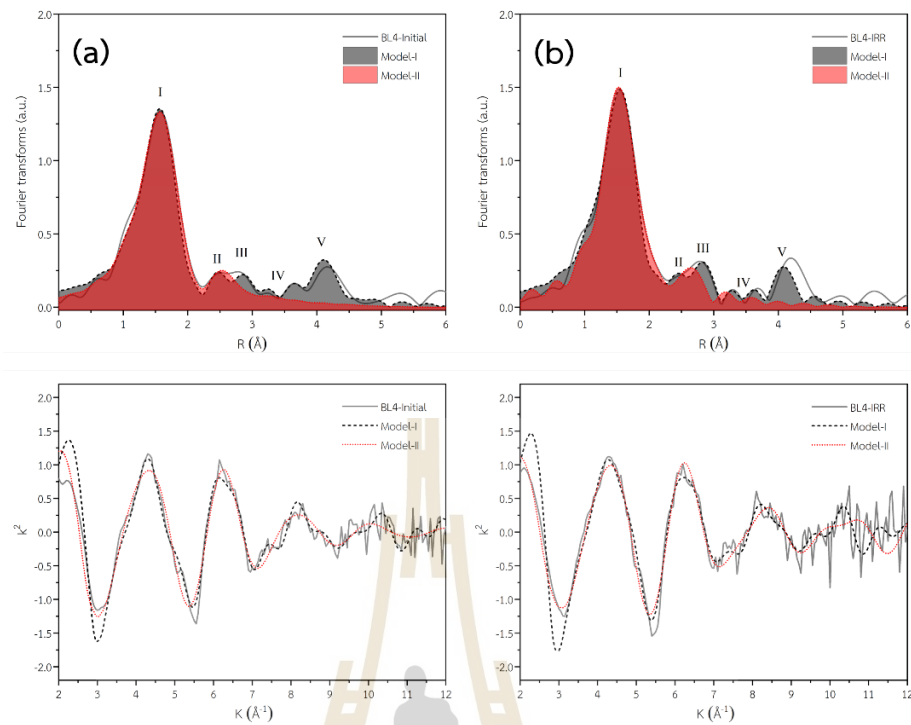 (a)
BL4-Initial
Model-I
Model-II
I
II
III
IV
V
Fourier transforms (a.u.)
2.0
1.5
1.0
0.5
0.0
0
1
2
3
4
5
6
R (Å)
(b)
BL4-IRR
Model-I
Model-II
I
II
III
IV
V
Fourier transforms (a.u.)
2.0
1.5
1.0
0.5
0.0
0
1
2
3
4
5
6
R (Å)
BL4-Initial
Model-I
Model-II
K²
2.0
1.5
1.0
0.5
0.0
-0.5
-1.0
-1.5
-2.0
2
3
4
5
6
7
8
9
10
11
12
K (Å⁻¹)
BL4-IRR
Model-I
Model-II
K²
2.0
1.5
1.0
0.5
0.0
-0.5
-1.0
-1.5
-2.0
2
3
4
5
6
7
8
9
10
11
12
K (Å⁻¹)